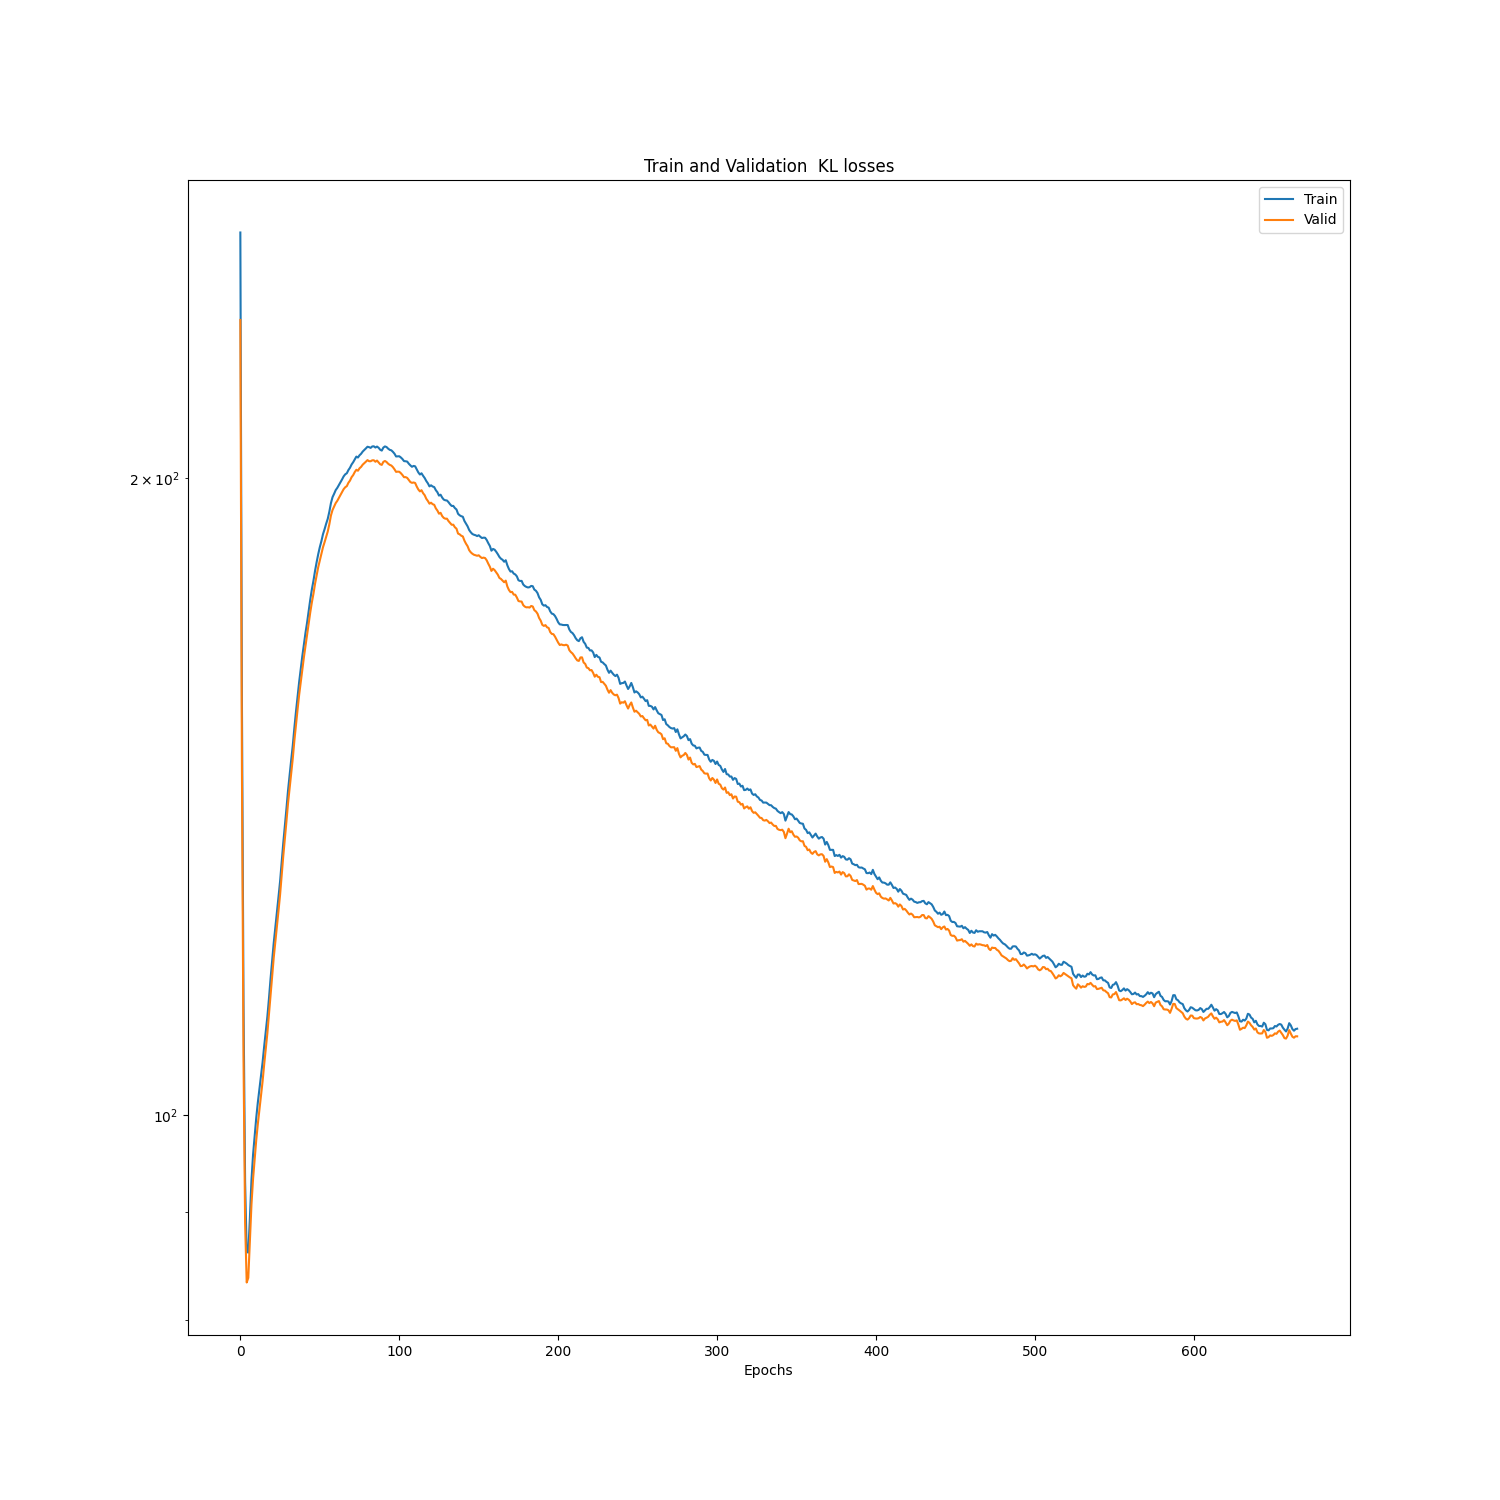 Train and Validation  KL losses
Train
Valid
2 × 10²
10²
0 100 200 300 400 500 600
Epochs